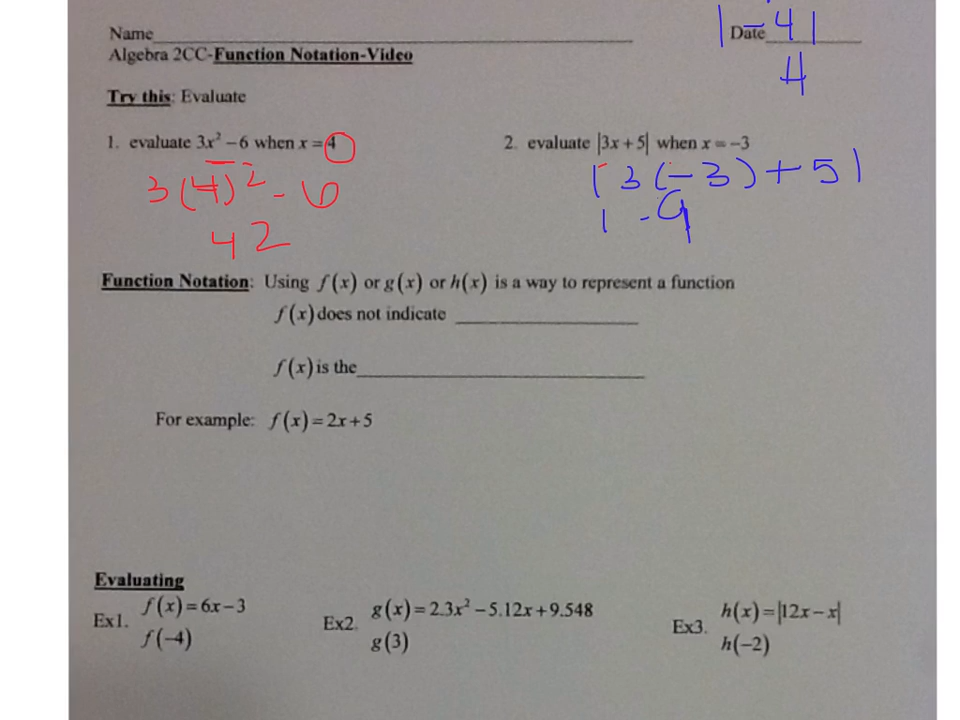 |-4|
Name Date
4
Algebra 2CC-Function Notation-Video
Try this: Evaluate
1. evaluate 3x² – 6 when x = 4
2. evaluate |3x + 5| when x = –3
3(4)² - 6
|3(-3)+5|
|-9
42
Function Notation: Using f(x) or g(x) or h(x) is a way to represent a function
f(x) does not indicate
f(x) is the
For example: f(x) = 2x + 5
Evaluating
Ex1. f(x) = 6x – 3
f(–4)
Ex2. g(x) = 2.3x² – 5.12x + 9.548
g(3)
Ex3. h(x) = |12x – x|
h(–2)